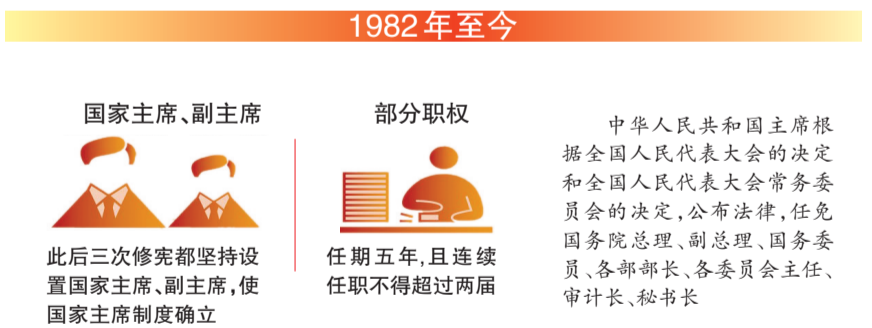 1982年至今
国家主席、副主席
此后三次修宪都坚持设
置国家主席、副主席,使
国家主席制度确立
部分职权
任期五年,且连续
任职不得超过两届
中华人民共和国主席根
据全国人民代表大会的决定
和全国人民代表大会常务委
员会的决定,公布法律,任免
国务院总理、副总理、国务委
员、各部部长、各委员会主任、
审计长、秘书长